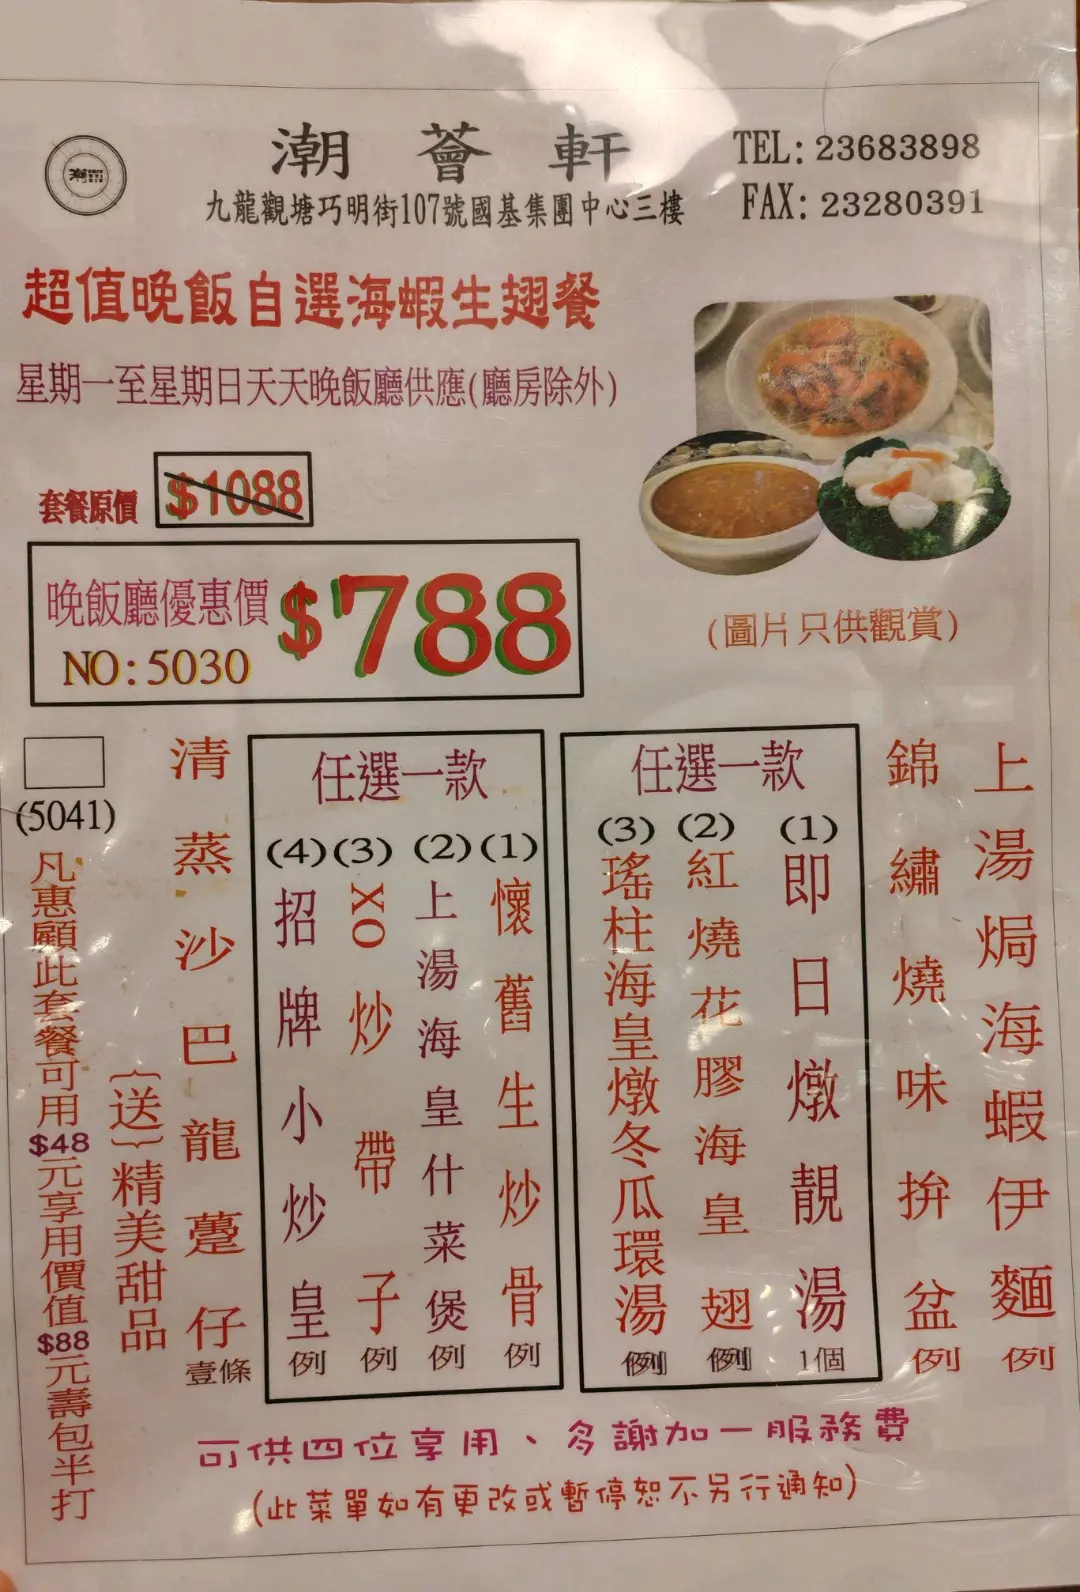 潮薈軒
九龍觀塘巧明街107號國基集團中心三樓
TEL: 23683898
FAX: 23280391
超值晚飯自選海蝦生翅餐
星期一至星期日天天晚飯廳供應(廳房除外)
套餐原價 $1088
晚飯廳優惠價 $788
NO: 5030
(圖片只供觀賞)
上湯焗海蝦伊麵 例
錦繡燒味拚盆 例
任選一款
(1) 即日燉靚湯 1個
(2) 紅燒花膠海皇翅 例
(3) 瑤柱海皇燉冬瓜環湯 例
任選一款
(1) 懷舊生炒骨 例
(2) 上湯海皇什菜煲 例
(3) XO炒帶子 例
(4) 招牌小炒皇 例
清蒸沙巴龍躉仔 壹條
{送}精美甜品
(5041)
凡惠顧此套餐可用$48元享用價值$88元壽包半打
可供四位享用、多謝加一服務費
(此菜單如有更改或暫停恕不另行通知)